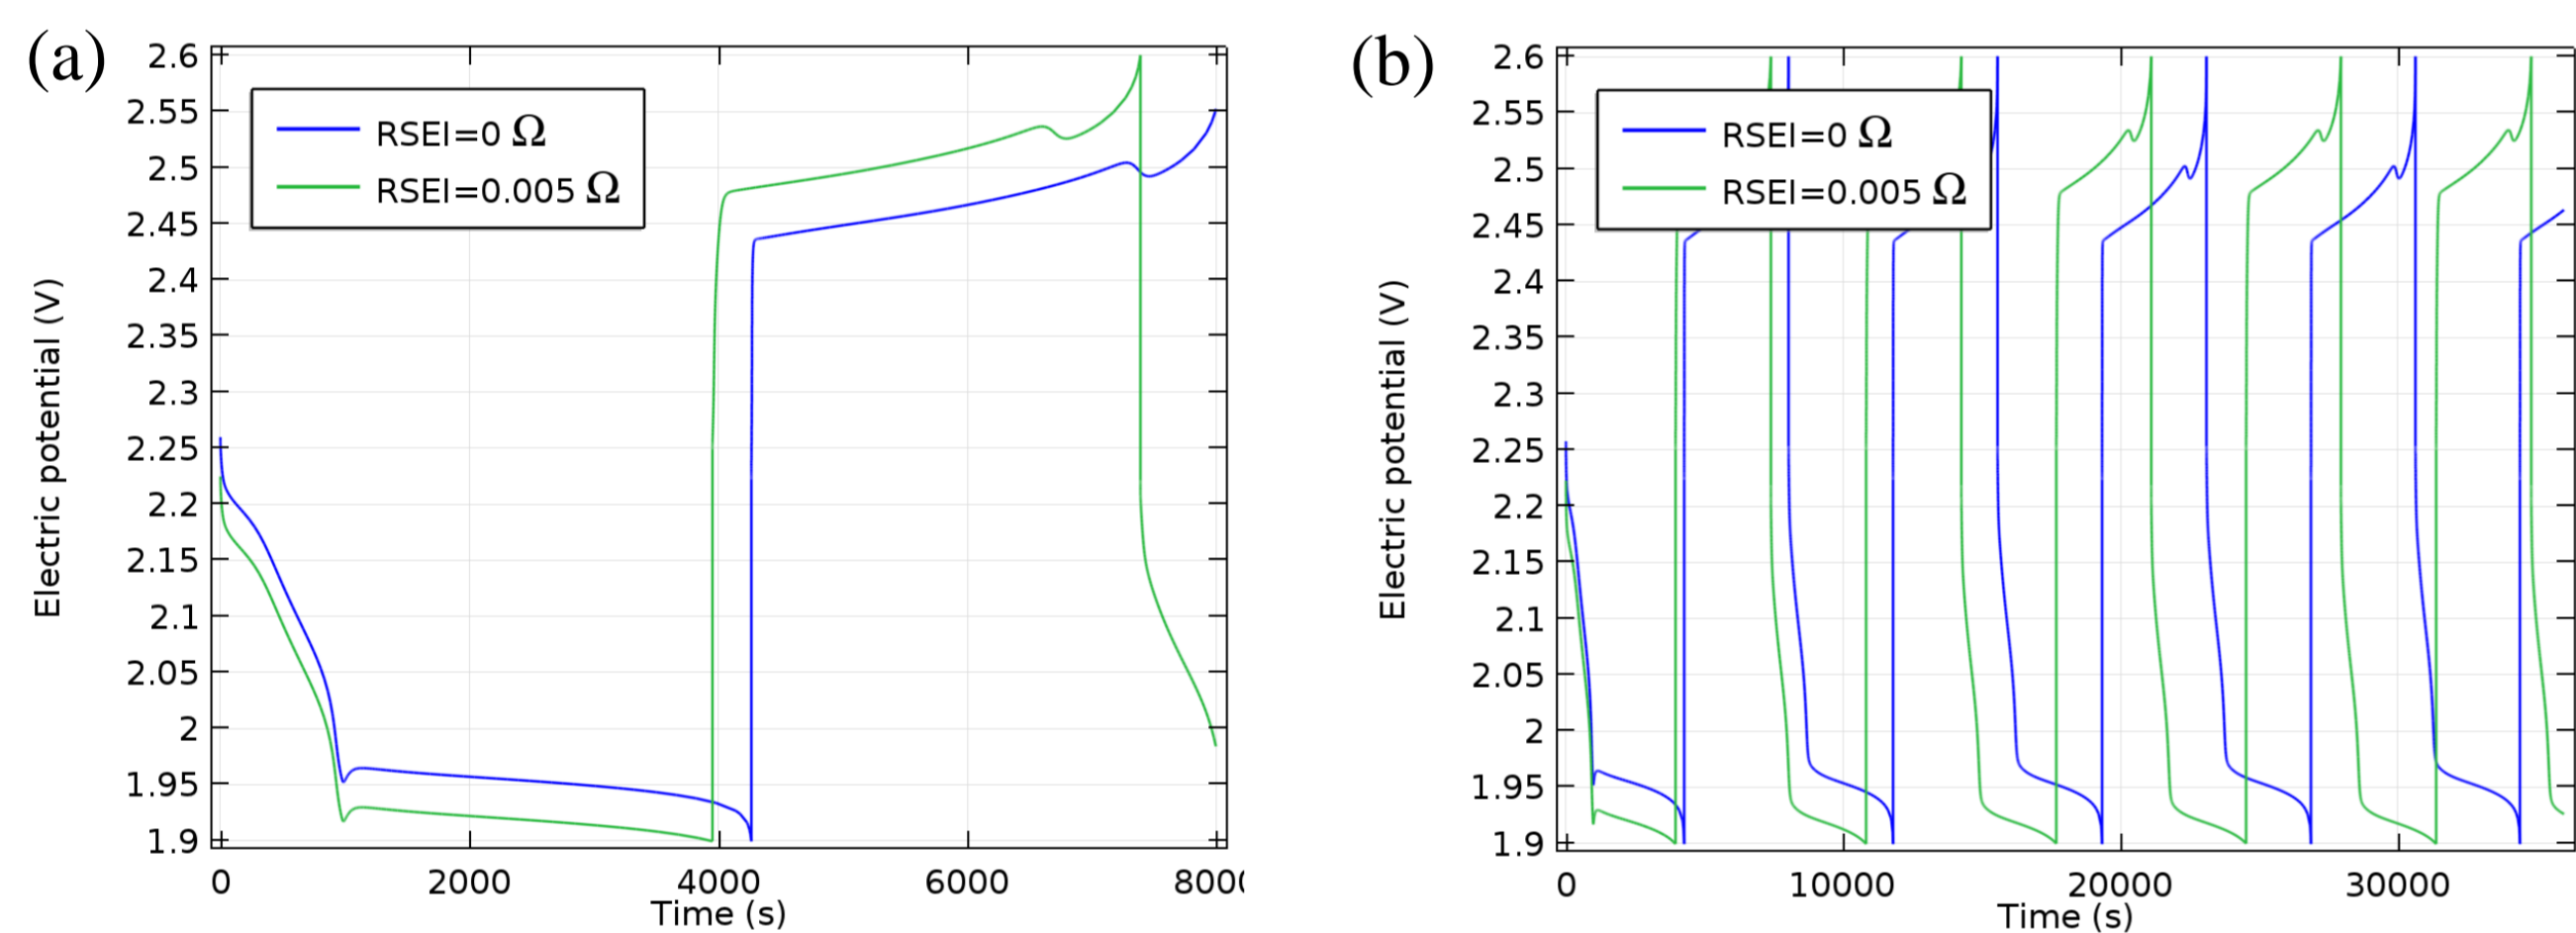 (a)
2.6
2.55
2.5
2.45
2.4
2.35
2.3
2.25
2.2
2.15
2.1
2.05
2
1.95
1.9
Electric potential (V)
RSEI=0 Ω
RSEI=0.005 Ω
0 2000 4000 6000 8000
Time (s)
(b)
2.6
2.55
2.5
2.45
2.4
2.35
2.3
2.25
2.2
2.15
2.1
2.05
2
1.95
1.9
Electric potential (V)
RSEI=0 Ω
RSEI=0.005 Ω
0 10000 20000 30000
Time (s)